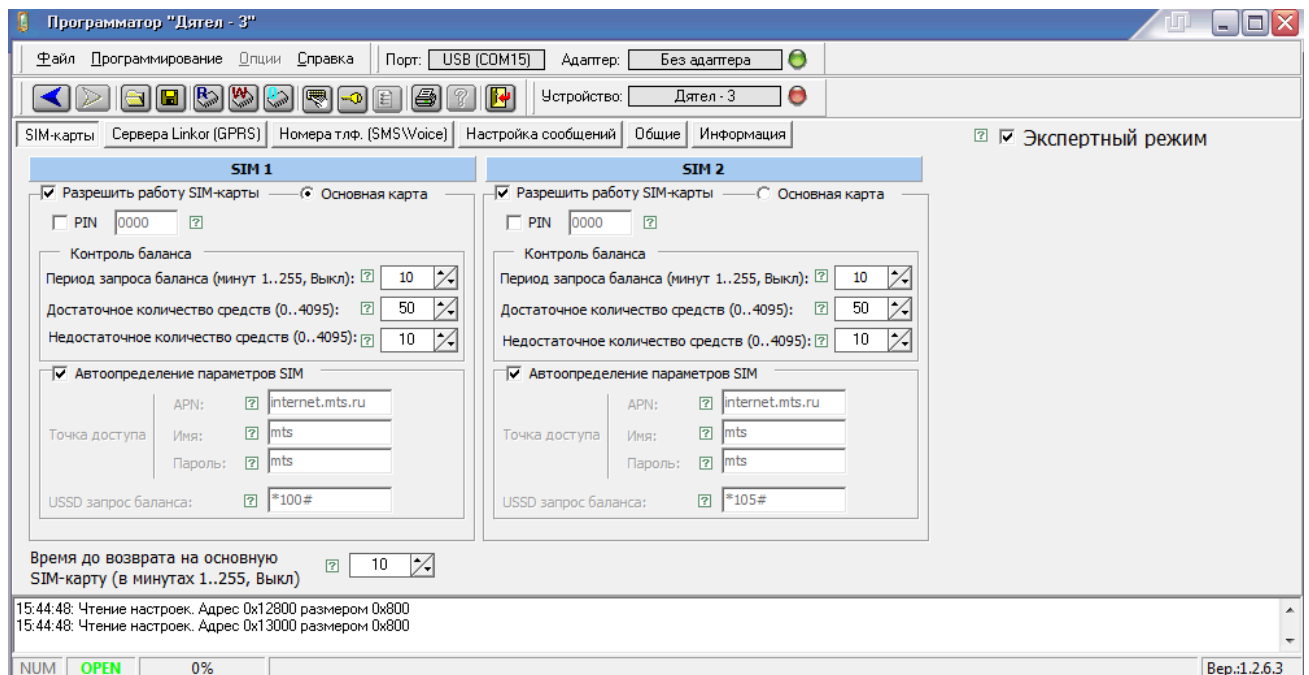 Программатор "Дятел - 3"
Файл Программирование Опции Справка Порт: USB (COM15) Адаптер: Без адаптера
Устройство: Дятел - 3
SIM-карты Сервера Linkor (GPRS) Номера тлф. (SMS\Voice) Настройка сообщений Общие Информация ? Экспертный режим
SIM 1 SIM 2
Разрешить работу SIM-карты Основная карта Разрешить работу SIM-карты Основная карта
PIN 0000 ? PIN 0000 ?
Контроль баланса Контроль баланса
Период запроса баланса (минут 1..255, Выкл): ? 10 Период запроса баланса (минут 1..255, Выкл): ? 10
Достаточное количество средств (0..4095): ? 50 Достаточное количество средств (0..4095): ? 50
Недостаточное количество средств (0..4095): ? 10 Недостаточное количество средств (0..4095): ? 10
Автоопределение параметров SIM Автоопределение параметров SIM
APN: ? internet.mts.ru APN: ? internet.mts.ru
Точка доступа Имя: ? mts Точка доступа Имя: ? mts
Пароль: ? mts Пароль: ? mts
USSD запрос баланса: ? *100# USSD запрос баланса: ? *105#
Время до возврата на основную
SIM-карту (в минутах 1..255, Выкл) ? 10
15:44:48: Чтение настроек. Адрес 0x12800 размером 0x800
15:44:48: Чтение настроек. Адрес 0x13000 размером 0x800
NUM OPEN 0% Вер.:1.2.6.3